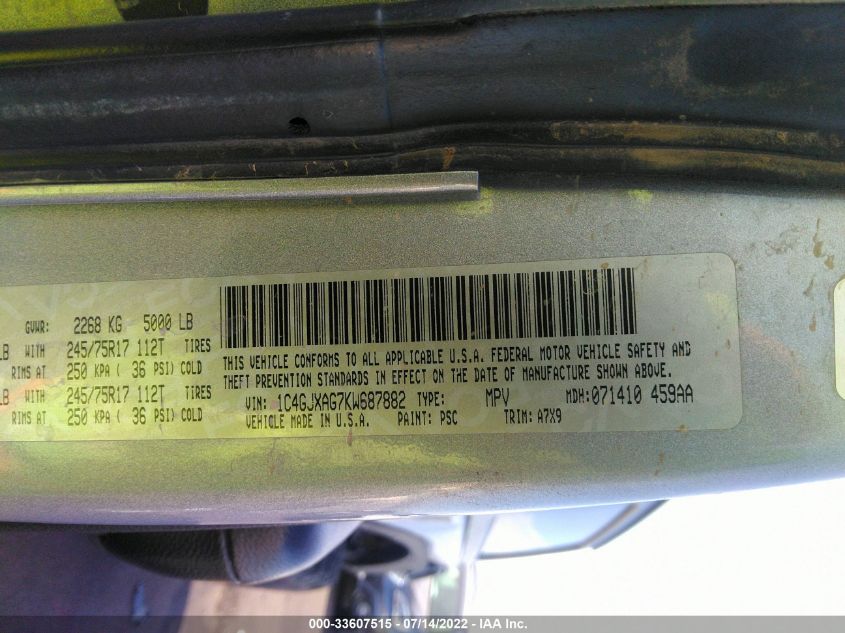 GVWR: 2268 KG 5000 LB
LB WITH 245/75R17 112T TIRES
RIMS AT 250 KPA ( 36 PSI) COLD
LB WITH 245/75R17 112T TIRES
RIMS AT 250 KPA ( 36 PSI) COLD
THIS VEHICLE CONFORMS TO ALL APPLICABLE U.S.A. FEDERAL MOTOR VEHICLE SAFETY AND
THEFT PREVENTION STANDARDS IN EFFECT ON THE DATE OF MANUFACTURE SHOWN ABOVE.
VIN: 1C4GJXAG7KW687882 TYPE: MPV MDH:071410 459AA
VEHICLE MADE IN U.S.A. PAINT: PSC TRIM: A7X9
000-33607515 - 07/14/2022 - IAA Inc.